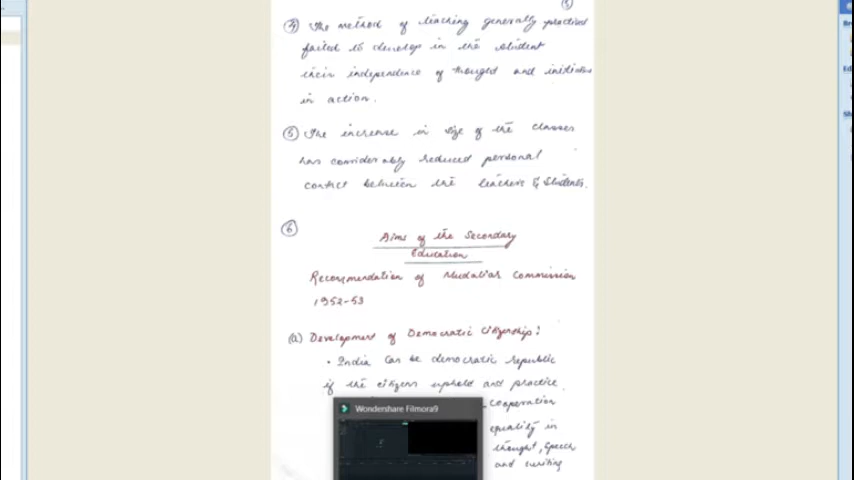 (5)
④ The method of teaching generally practised
failed to develop in the student
their independence of thought and initiative
in action.
⑤ The increase in size of the classes
has considerably reduced personal
contact between the teachers & students.
⑥
Aims of the Secondary
Education
Recommendation of Mudaliar Commission
1952-53
(a) Development of Democratic Citizenship:
• India can be democratic republic
if the citizens uphold and practice
cooperation
Wondershare Filmora9
equality in
thought, speech
and writing